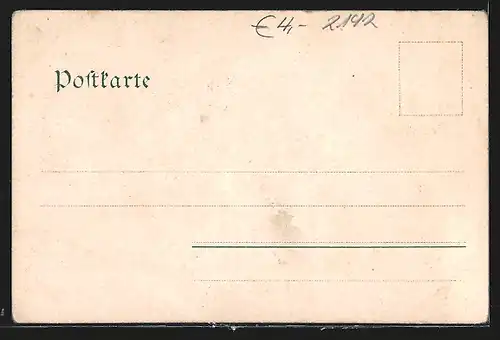 € 4,- 2142
Poſtkarte